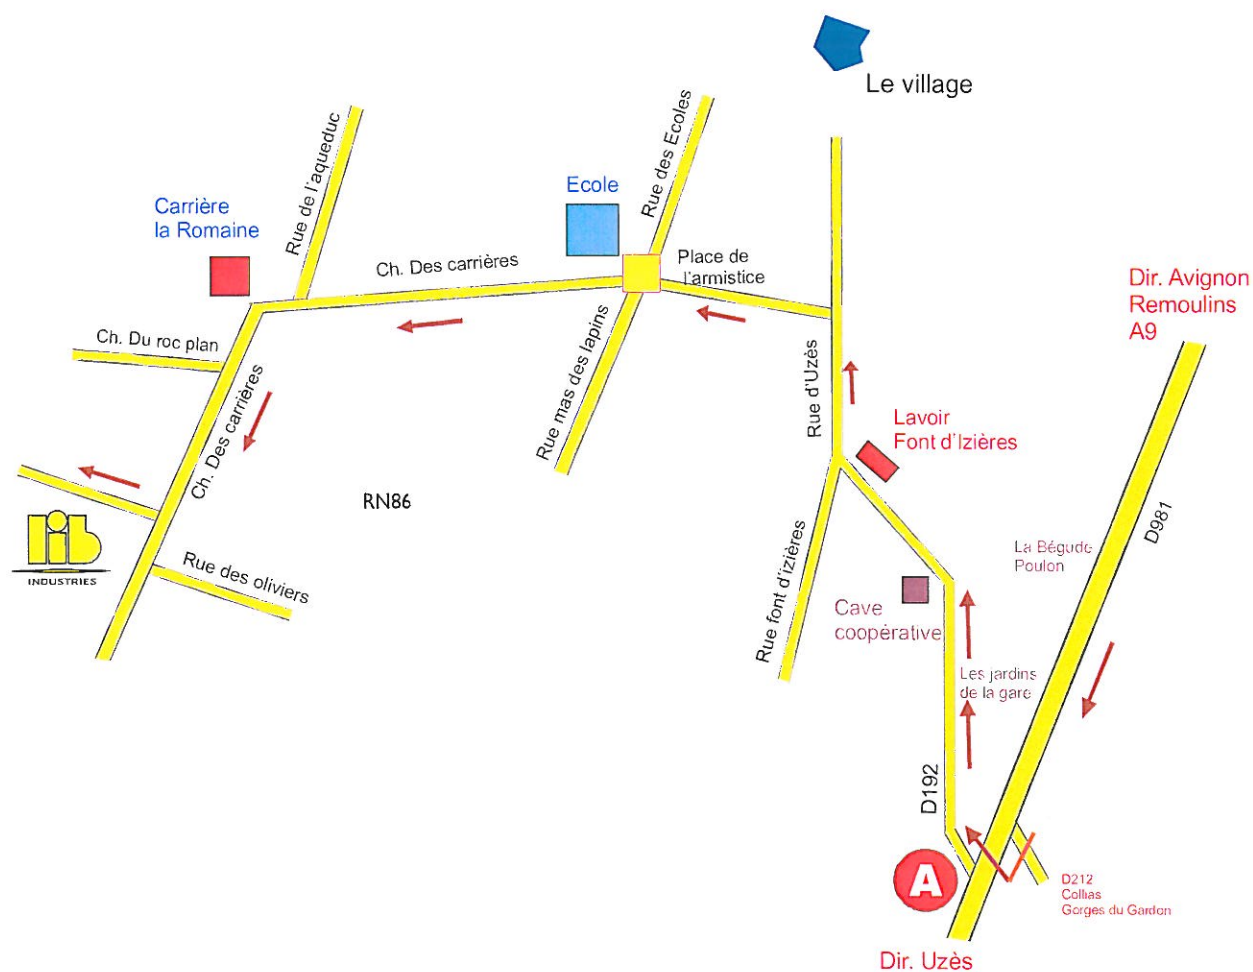 Le village
Rue de l'aqueduc
Rue des Ecoles
Ecole
Carrière
la Romaine
Ch. Des carrières
Place de
l'armistice
Dir. Avignon
Remoulins
A9
Ch. Du roc plan
Ch. Des carrières
Rue mas des lapins
Rue d'Uzès
Lavoir
Font d'Izières
RN86
D981
lib
INDUSTRIES
Rue des oliviers
Rue font d'izières
La Bégude
Poulon
Cave
coopérative
Les jardins
de la gare
D192
A
D212
Collias
Gorges du Gardon
Dir. Uzès